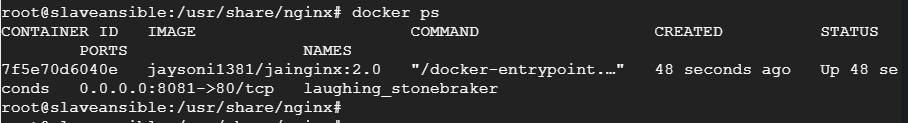 root@slaveansible:/usr/share/nginx# docker ps
CONTAINER ID   IMAGE                    COMMAND                  CREATED          STATUS
       PORTS                  NAMES
7f5e70d6040e   jaysoni1381/jainginx:2.0   "/docker-entrypoint.…"   48 seconds ago   Up 48 se
conds   0.0.0.0:8081->80/tcp   laughing_stonebraker
root@slaveansible:/usr/share/nginx#